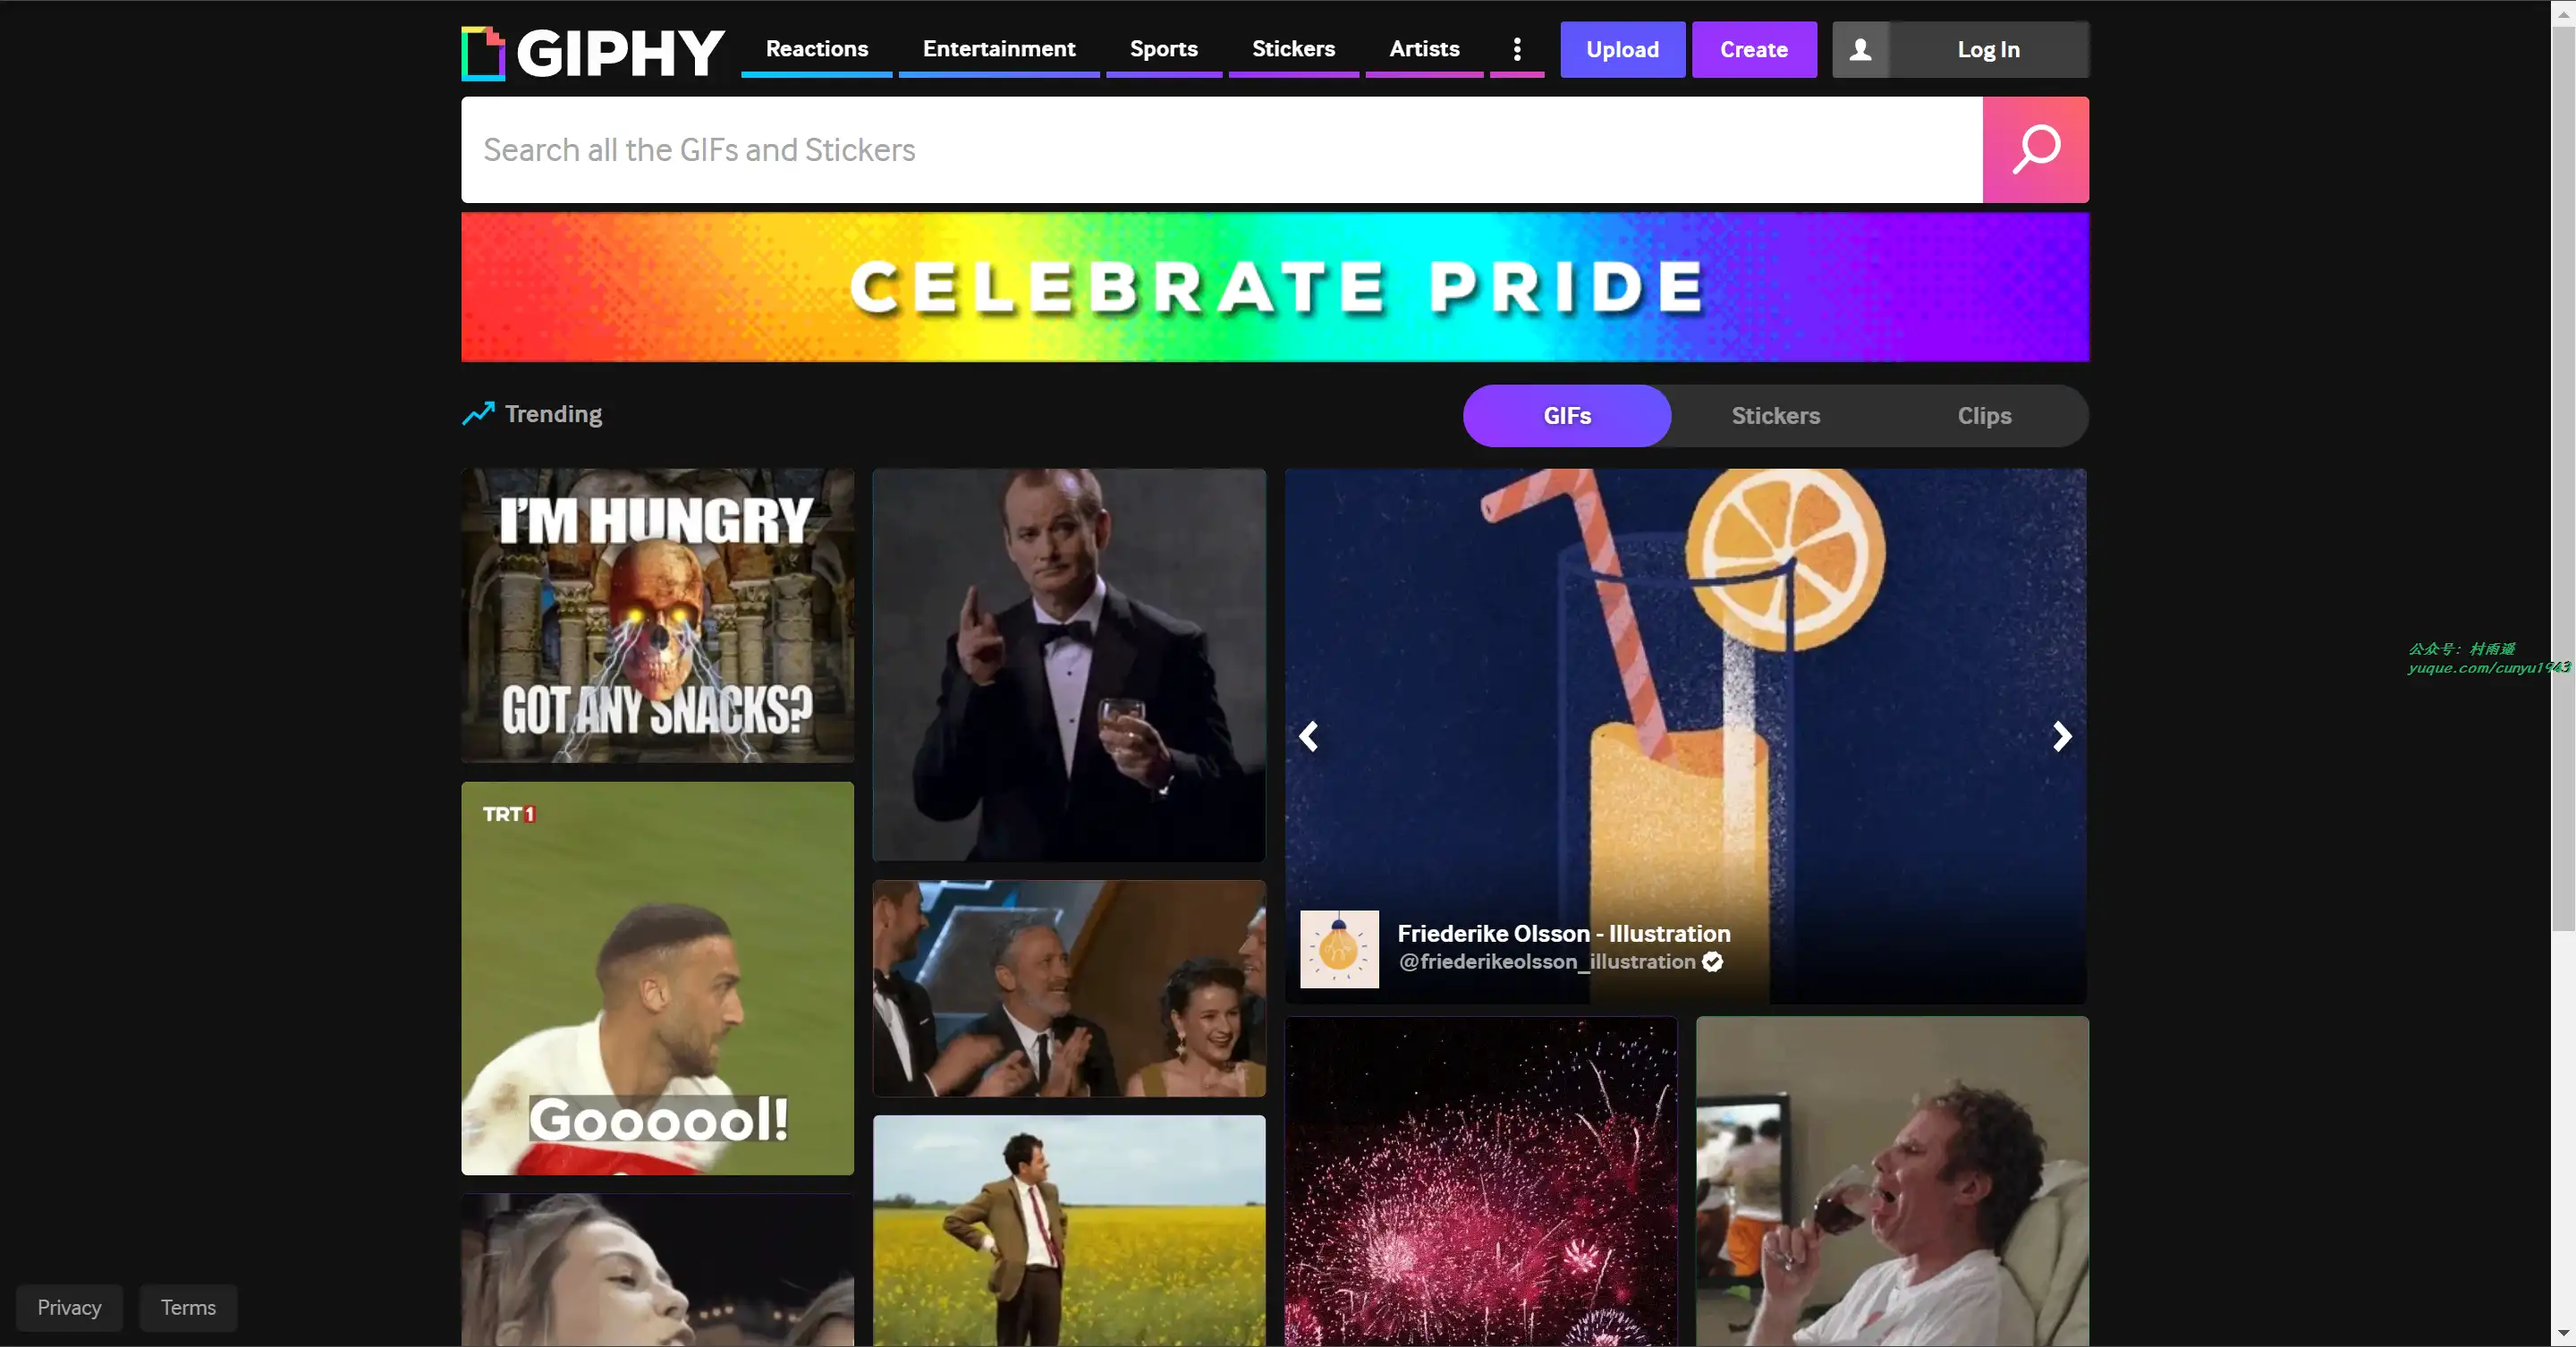 GIPHY
Reactions
Entertainment
Sports
Stickers
Artists
Upload
Create
Log In
Search all the GIFs and Stickers
CELEBRATE PRIDE
Trending
GIFs
Stickers
Clips
I'M HUNGRY
GOT ANY SNACKS?
TRT1
Goooool!
Friederike Olsson - Illustration
@friederikeolsson_illustration
公众号：村雨遥
yuque.com/cunyu1943
Privacy
Terms